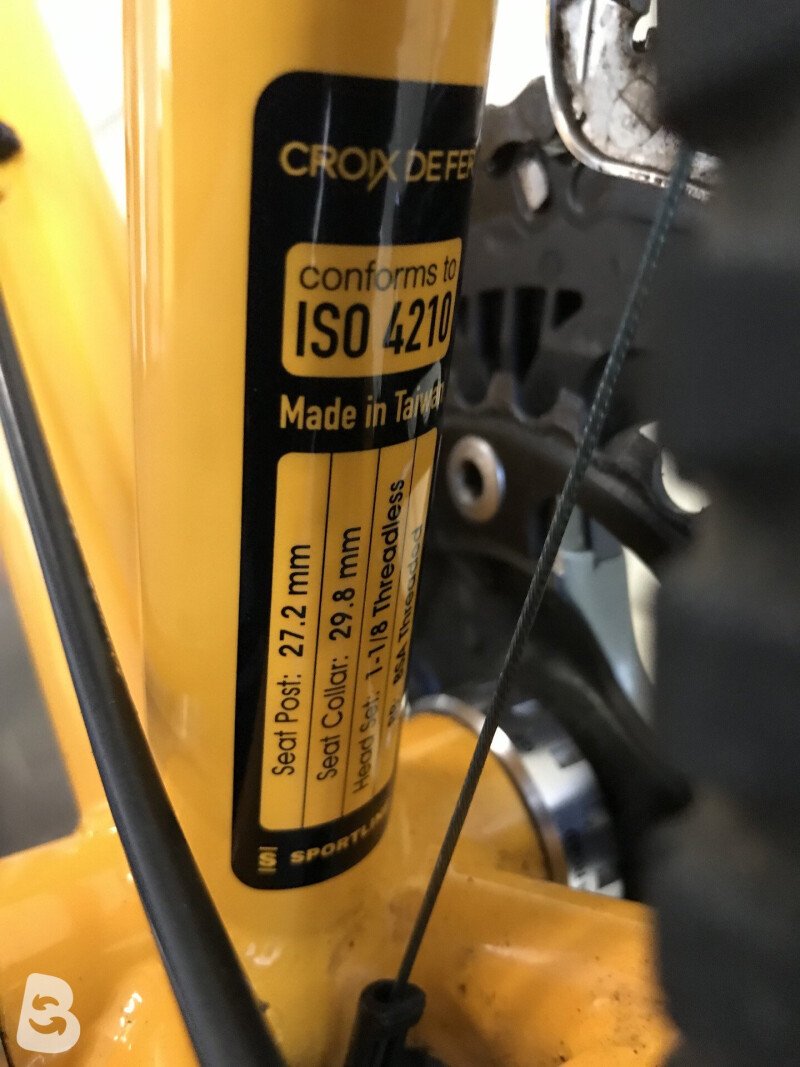 CROIX DE FER
conforms to
ISO 4210
Made in Taiwan
Seat Post: 27.2 mm
Seat Collar: 29.8 mm
Head Set: 1-1/8 Threadless
BSA Threaded
SPORTLINE
B